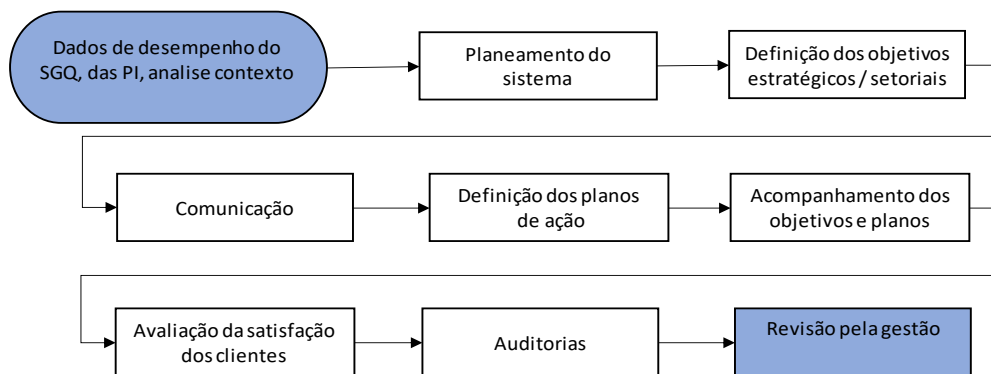 Dados de desempenho do
SGQ, das PI, analise contexto
Planeamento do
sistema
Definição dos objetivos
estratégicos / setoriais
Comunicação
Definição dos planos
de ação
Acompanhamento dos
objetivos e planos
Avaliação da satisfação
dos clientes
Auditorias
Revisão pela gestão